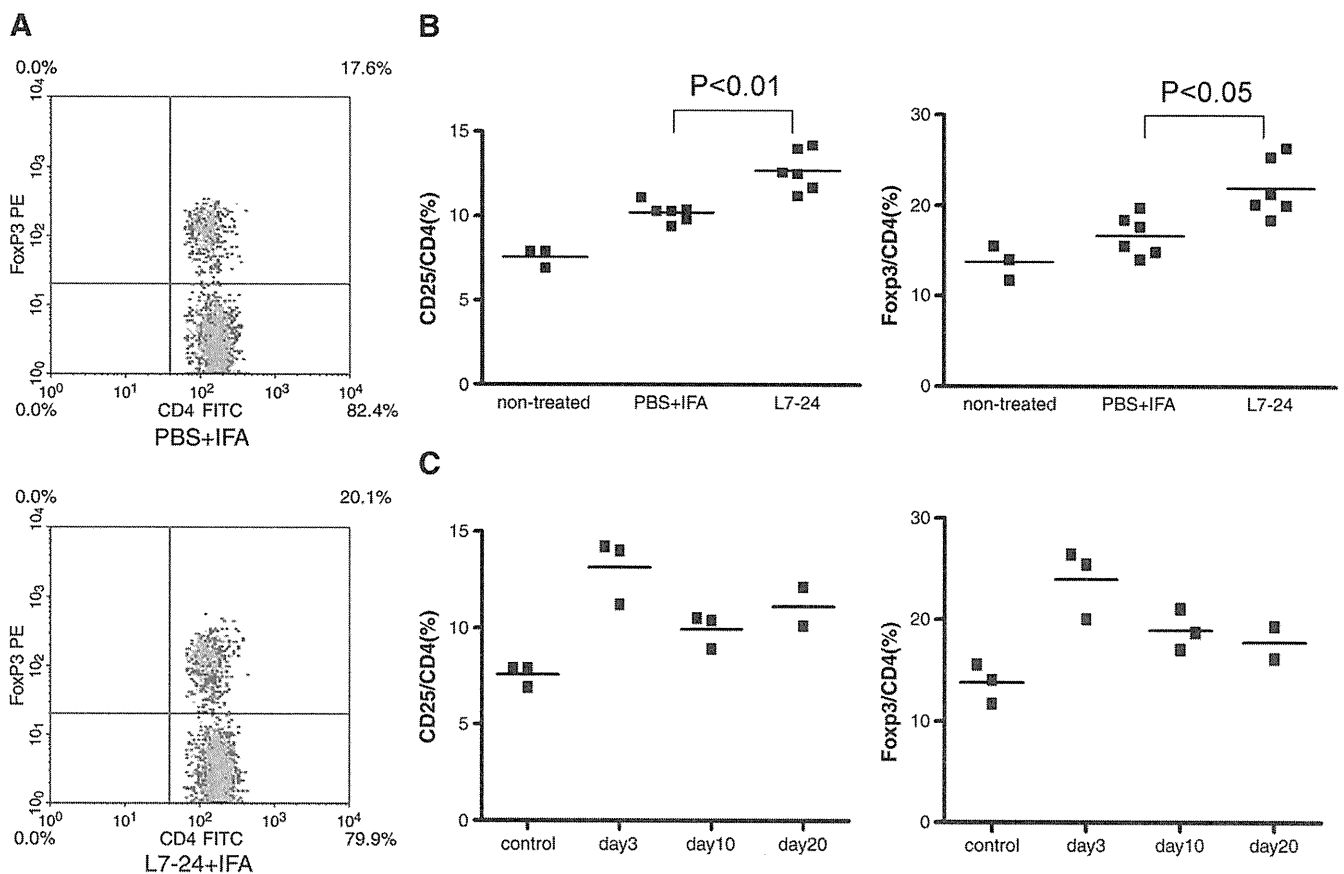 A
0.0% 17.6%
10^4
10^3
10^2
10^1
10^0
FoxP3 PE
10^0 10^1 10^2 10^3 10^4
0.0% CD4 FITC 82.4%
PBS+IFA
0.0% 20.1%
10^4
10^3
10^2
10^1
10^0
FoxP3 PE
10^0 10^1 10^2 10^3 10^4
0.0% CD4 FITC 79.9%
L7-24+IFA
B
P<0.01
15
10
5
0
CD25/CD4(%)
non-treated PBS+IFA L7-24
P<0.05
30
20
10
0
Foxp3/CD4(%)
non-treated PBS+IFA L7-24
C
15
10
5
0
CD25/CD4(%)
control day3 day10 day20
30
20
10
0
Foxp3/CD4(%)
control day3 day10 day20